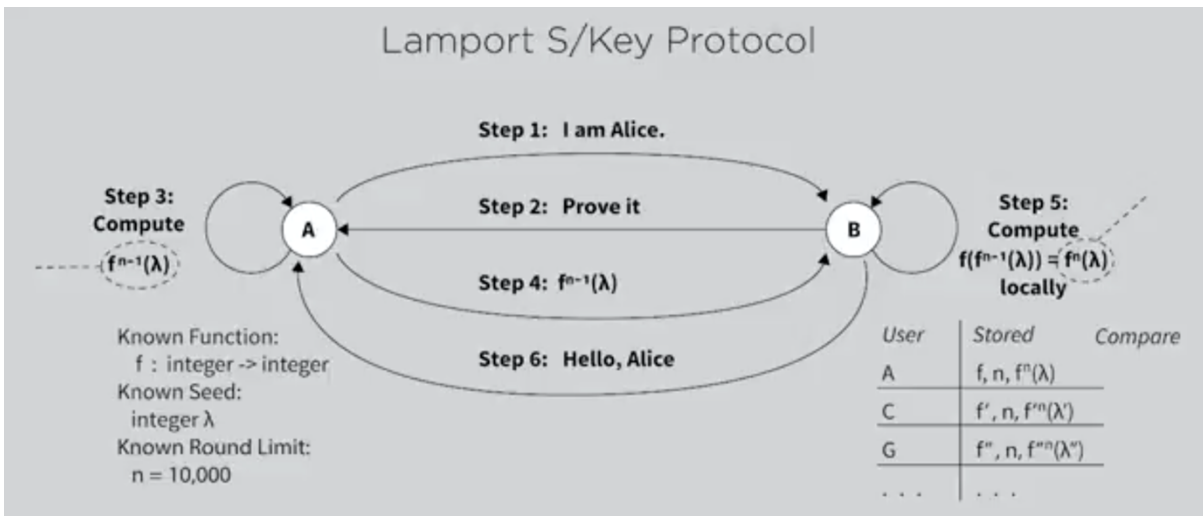 Lamport S/Key Protocol
Step 1: I am Alice.
Step 3:
Compute
fⁿ⁻¹(λ)
A
Step 2: Prove it
B
Step 5:
Compute
f(fⁿ⁻¹(λ)) = fⁿ(λ)
locally
Step 4: fⁿ⁻¹(λ)
Step 6: Hello, Alice
Known Function:
f : integer -> integer
Known Seed:
integer λ
Known Round Limit:
n = 10,000
User Stored Compare
A f, n, fⁿ(λ)
C f', n, f'ⁿ(λ')
G f", n, f"ⁿ(λ")
. . . . . .